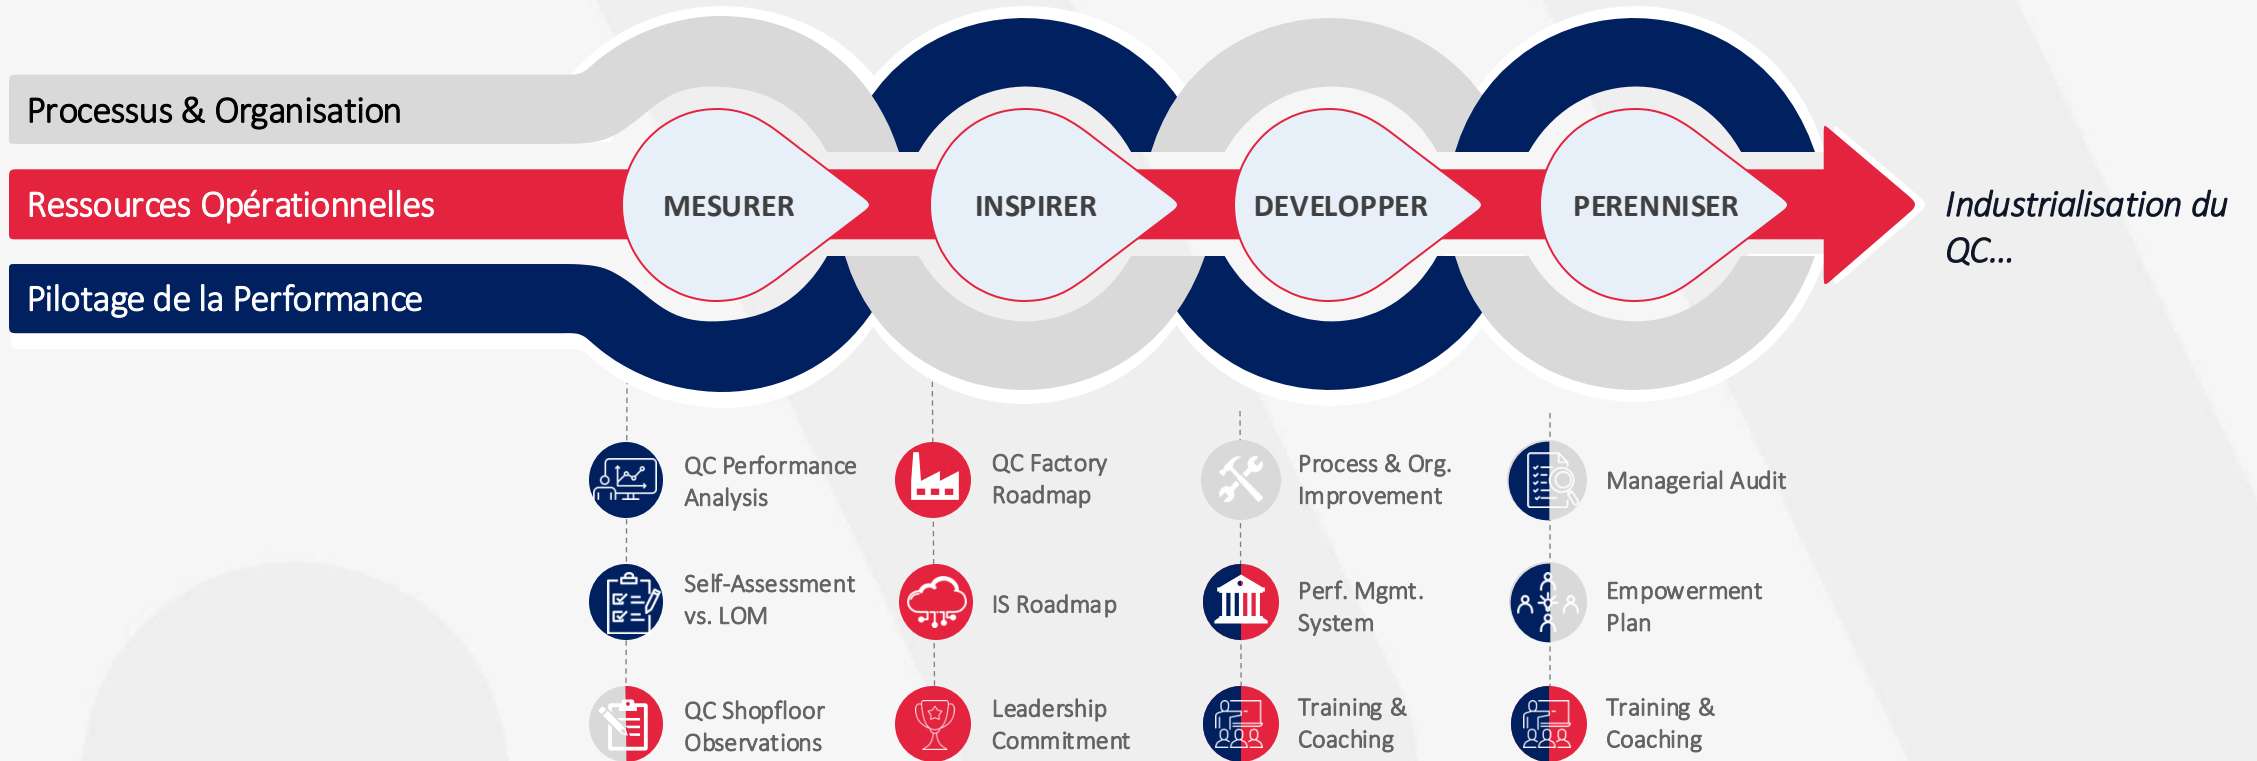 Processus & Organisation
Ressources Opérationnelles
Pilotage de la Performance
MESURER
INSPIRER
DEVELOPPER
PERENNISER
Industrialisation du
QC...
QC Performance
Analysis
Self-Assessment
vs. LOM
QC Shopfloor
Observations
QC Factory
Roadmap
IS Roadmap
Leadership
Commitment
Process & Org.
Improvement
Perf. Mgmt.
System
Training &
Coaching
Managerial Audit
Empowerment
Plan
Training &
Coaching